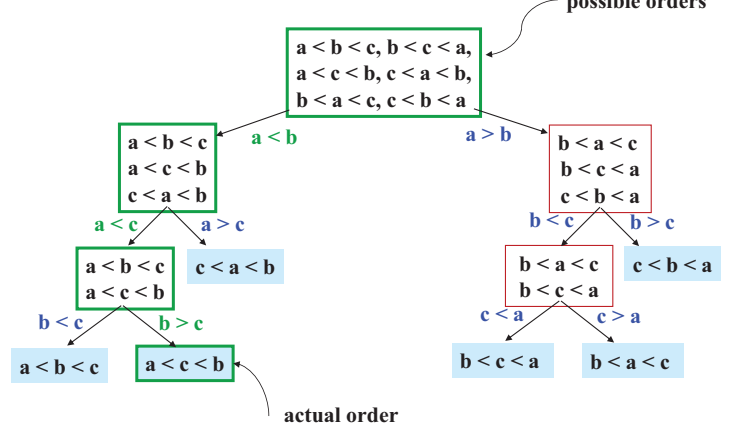 possible orders
a < b < c, b < c < a,
a < c < b, c < a < b,
b < a < c, c < b < a
a < b
a > b
a < b < c
a < c < b
c < a < b
b < a < c
b < c < a
c < b < a
a < c
a > c
b < c
b > c
a < b < c
a < c < b
c < a < b
b < a < c
b < c < a
c < b < a
b < c
b > c
c < a
c > a
a < b < c
a < c < b
b < c < a
b < a < c
actual order